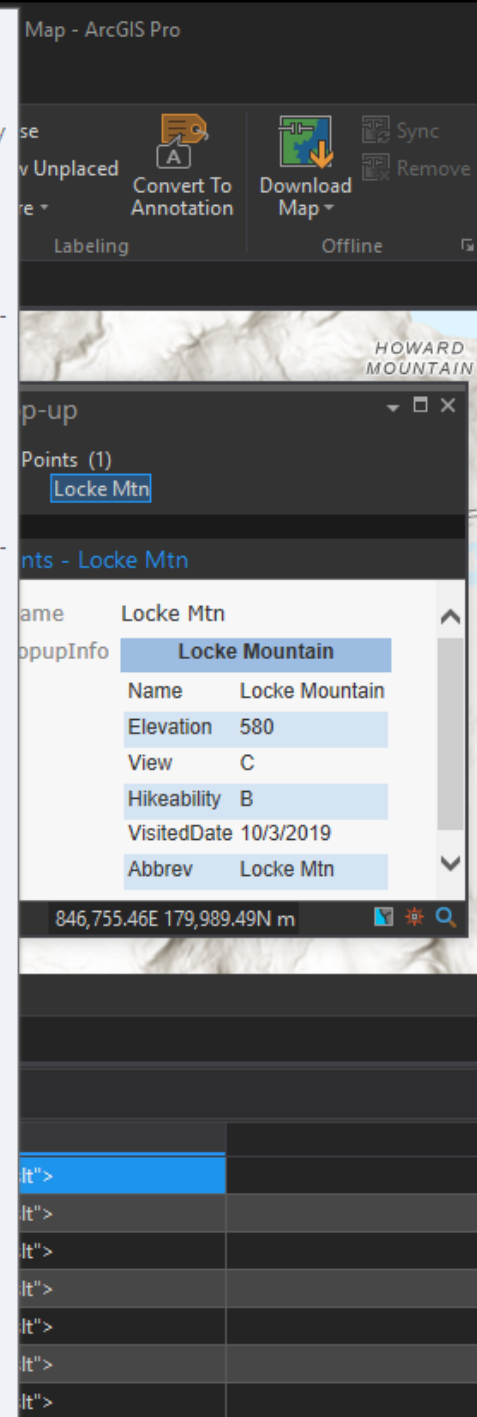 Map - ArcGIS Pro
se
v Unplaced
re
Convert To
Annotation
Download
Map
Sync
Remove
Labeling
Offline
HOWARD
MOUNTAIN
p-up
Points (1)
Locke Mtn
nts - Locke Mtn
ame Locke Mtn
opupInfo Locke Mountain
Name Locke Mountain
Elevation 580
View C
Hikeability B
VisitedDate 10/3/2019
Abbrev Locke Mtn
846,755.46E 179,989.49N m
lt">
lt">
lt">
lt">
lt">
lt">
lt">